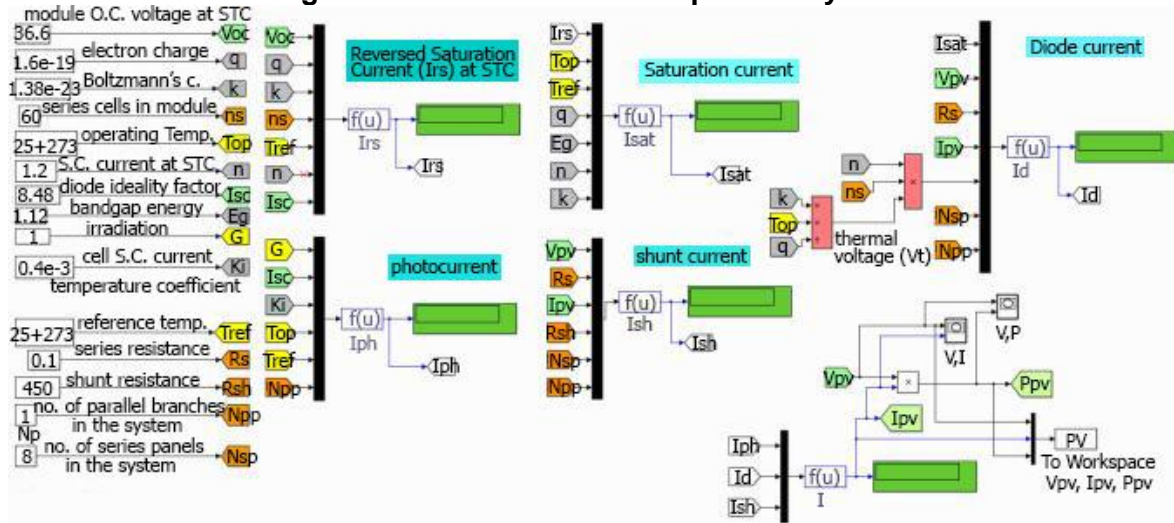 module O.C. voltage at STC
36.6 Voc
electron charge
1.6e-19 q
1.38e-23 Boltzmann's c. k
series cells in module
60 ns
operating Temp.
25+273 Top
S.C. current at STC
1.2 n
diode ideality factor
8.48 Isc
bandgap energy
1.12 Eg
irradiation
1 G
cell S.C. current
0.4e-3 Ki
temperature coefficient
reference temp.
25+273 Tref
series resistance
0.1 Rs
shunt resistance
450 Rsh
no. of parallel branches
1 Npp
in the system
Np
no. of series panels
8 Nsp
in the system
Voc
q
k
ns
Tref
n
Isc
Reversed Saturation
Current (Irs) at STC
f(u)
Irs
Irs
G
Isc
Ki
Top
Tref
Npp
photocurrent
f(u)
Iph
Iph
Irs
Top
Tref
q
Eg
n
k
Saturation current
f(u)
Isat
Isat
Vpv
Rs
Ipv
Rsh
Nsp
Npp
shunt current
f(u)
Ish
Ish
Isat
Vpv
Rs
Ipv
n
ns
×
k
Top
q
thermal
voltage (Vt)
Nsp
Npp
Diode current
f(u)
Id
Id
V,P
V,I
Vpv
×
Ppv
Ipv
Iph
Id
Ish
f(u)
I
PV
To Workspace
Vpv, Ipv, Ppv